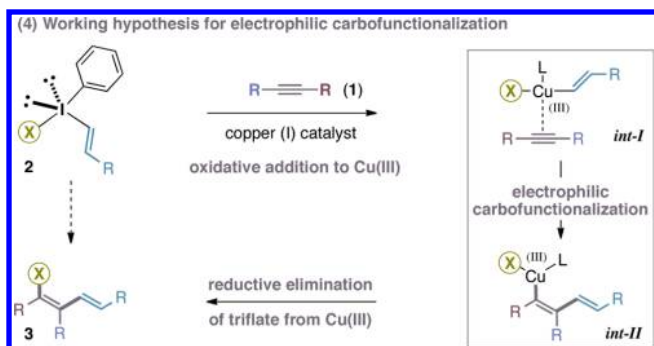 (4) Working hypothesis for electrophilic carbofunctionalization
I
X
R
2
R R (1)
copper (I) catalyst
oxidative addition to Cu(III)
L
X Cu R
(III)
R R
int-I
electrophilic
carbofunctionalization
X (III) L
Cu
R R
R
int-II
reductive elimination
of triflate from Cu(III)
X
R R
R
3